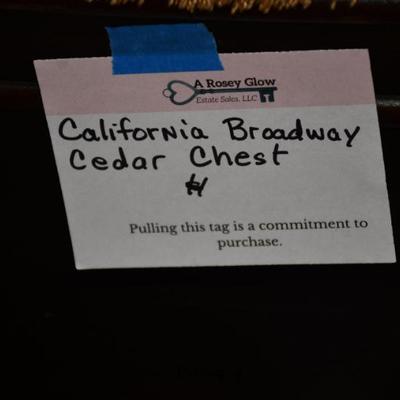 A Rosey Glow
Estate Sales, LLC
California Broadway
Cedar Chest
Pulling this tag is a commitment to
purchase.